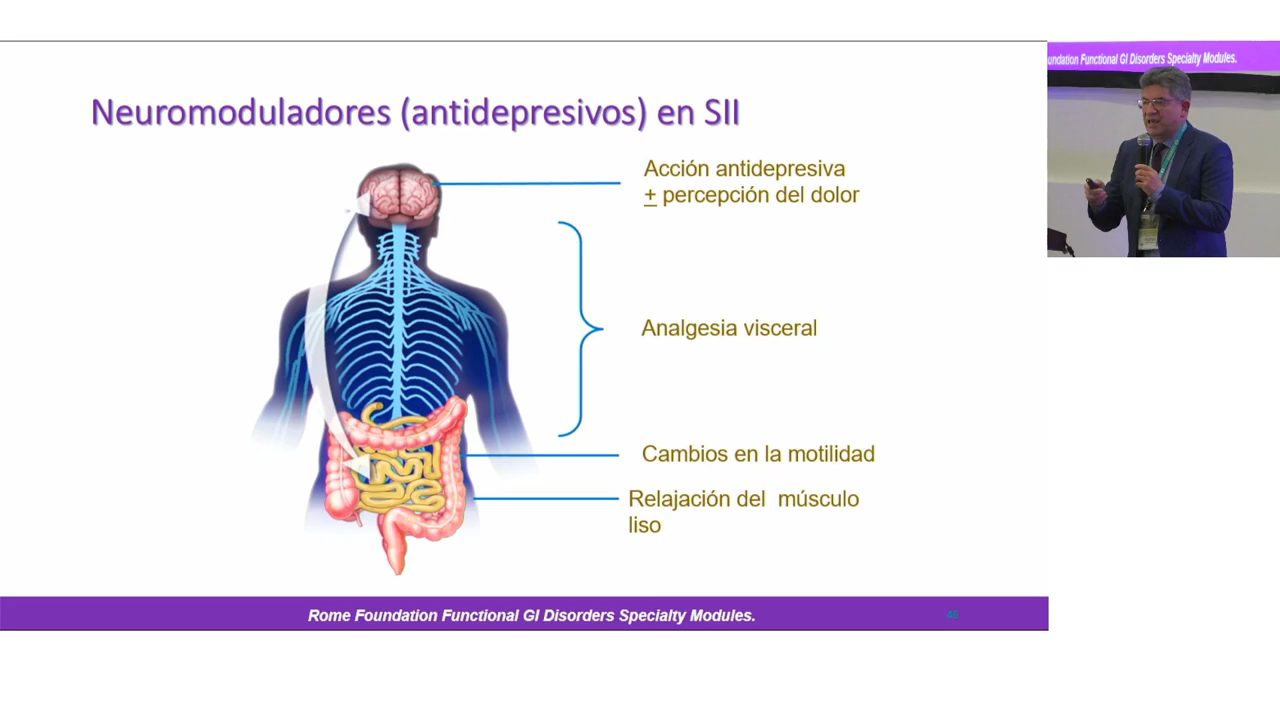 Neuromoduladores (antidepresivos) en SII
Acción antidepresiva
+ percepción del dolor
Analgesia visceral
Cambios en la motilidad
Relajación del músculo
liso
Rome Foundation Functional GI Disorders Specialty Modules.
46
undation Functional GI Disorders Specialty Modules.